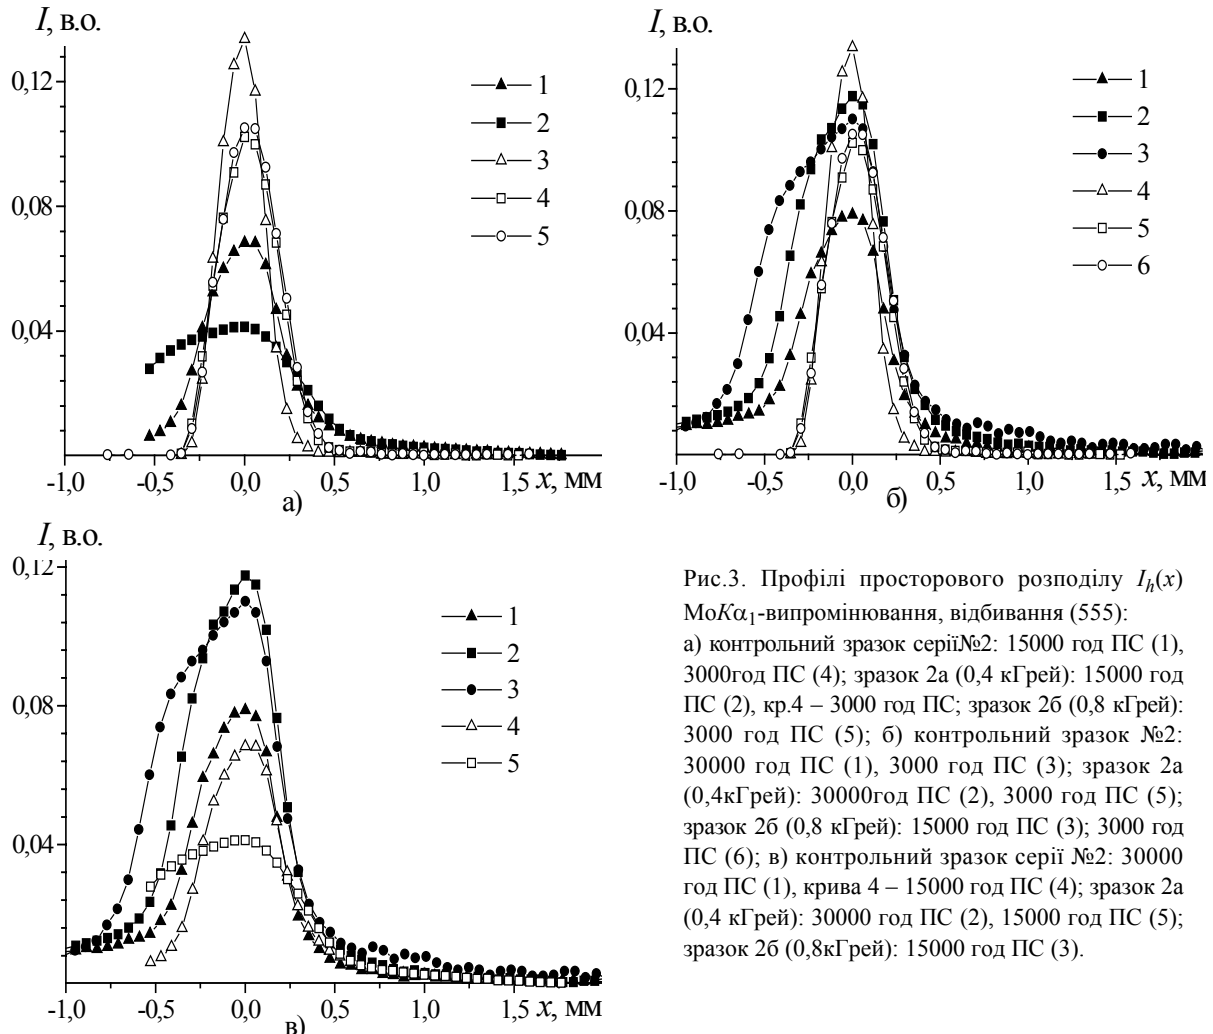 I, в.о.
0,12
0,08
0,04
1
2
3
4
5
-1,0 -0,5 0,0 0,5 1,0 1,5 x, мм
а)
I, в.о.
0,12
0,08
0,04
1
2
3
4
5
6
-1,0 -0,5 0,0 0,5 1,0 1,5 x, мм
б)
I, в.о.
0,12
0,08
0,04
1
2
3
4
5
-1,0 -0,5 0,0 0,5 1,0 1,5 x, мм
в)
Рис.3. Профілі просторового розподілу Ih(x)
MoKα1-випромінювання, відбивання (555):
а) контрольний зразок серії№2: 15000 год ПС (1),
3000год ПС (4); зразок 2а (0,4 кГрей): 15000 год
ПС (2), кр.4 – 3000 год ПС; зразок 2б (0,8 кГрей):
3000 год ПС (5); б) контрольний зразок №2:
30000 год ПС (1), 3000 год ПС (3); зразок 2а
(0,4кГрей): 30000год ПС (2), 3000 год ПС (5);
зразок 2б (0,8 кГрей): 15000 год ПС (3); 3000 год
ПС (6); в) контрольний зразок серії №2: 30000
год ПС (1), крива 4 – 15000 год ПС (4); зразок 2а
(0,4 кГрей): 30000 год ПС (2), 15000 год ПС (5);
зразок 2б (0,8кГрей): 15000 год ПС (3).